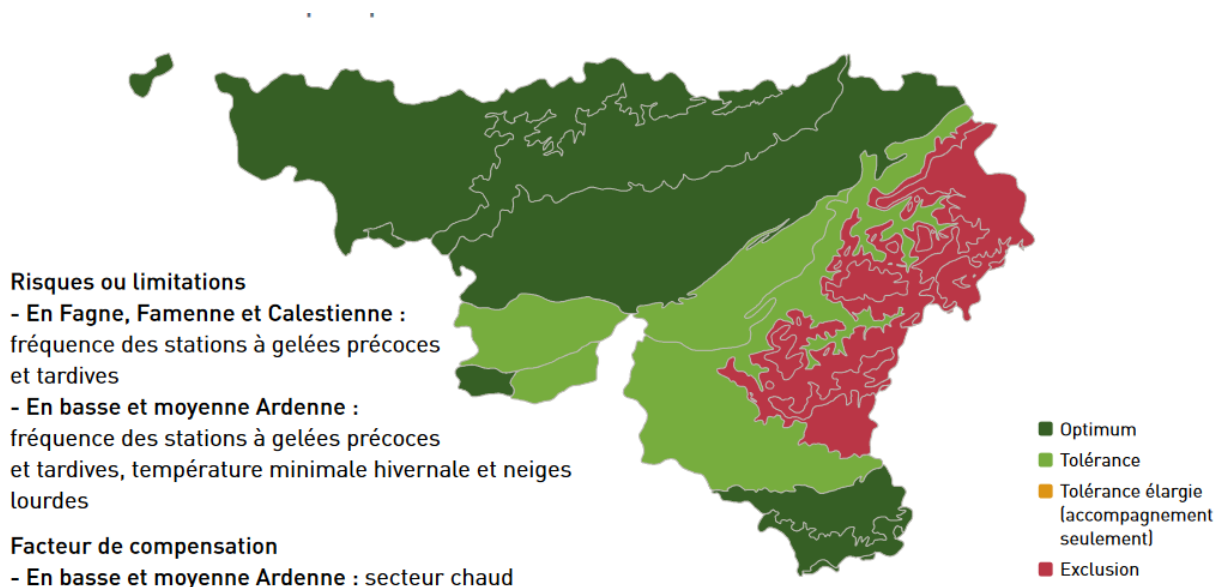 Risques ou limitations
- En Fagne, Famenne et Calestienne :
fréquence des stations à gelées précoces
et tardives
- En basse et moyenne Ardenne :
fréquence des stations à gelées précoces
et tardives, température minimale hivernale et neiges
lourdes
Facteur de compensation
- En basse et moyenne Ardenne : secteur chaud
Optimum
Tolérance
Tolérance élargie
(accompagnement
seulement)
Exclusion